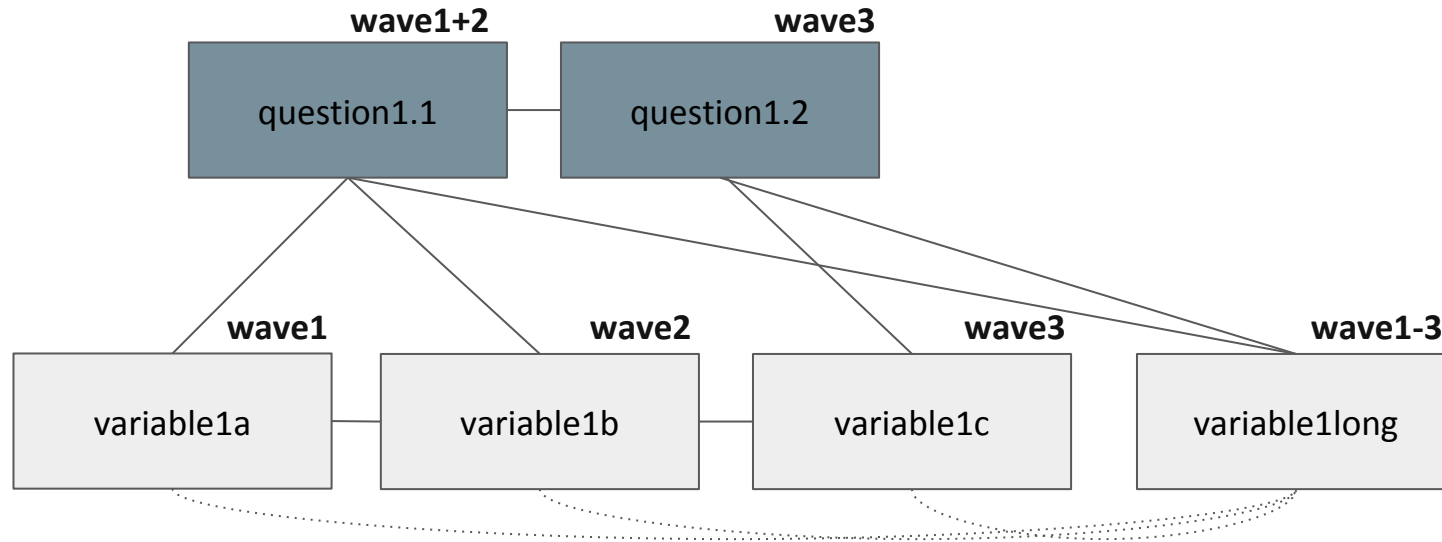 wave1+2
wave3
question1.1
question1.2
wave1
wave2
wave3
wave1-3
variable1a
variable1b
variable1c
variable1long